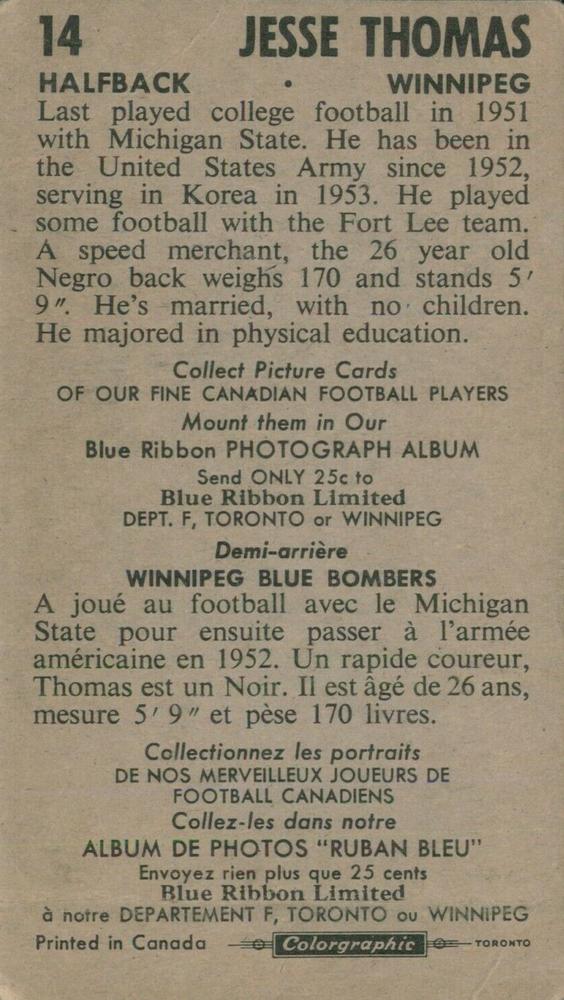 14 JESSE THOMAS
HALFBACK • WINNIPEG
Last played college football in 1951
with Michigan State. He has been in
the United States Army since 1952,
serving in Korea in 1953. He played
some football with the Fort Lee team.
A speed merchant, the 26 year old
Negro back weighs 170 and stands 5′
9″. He's married, with no children.
He majored in physical education.
Collect Picture Cards
OF OUR FINE CANADIAN FOOTBALL PLAYERS
Mount them in Our
Blue Ribbon PHOTOGRAPH ALBUM
Send ONLY 25c to
Blue Ribbon Limited
DEPT. F, TORONTO or WINNIPEG
Demi-arrière
WINNIPEG BLUE BOMBERS
A joué au football avec le Michigan
State pour ensuite passer à l'armée
américaine en 1952. Un rapide coureur,
Thomas est un Noir. Il est âgé de 26 ans,
mesure 5′ 9″ et pèse 170 livres.
Collectionnez les portraits
DE NOS MERVEILLEUX JOUEURS DE
FOOTBALL CANADIENS
Collez-les dans notre
ALBUM DE PHOTOS "RUBAN BLEU"
Envoyez rien plus que 25 cents
Blue Ribbon Limited
à notre DEPARTEMENT F, TORONTO ou WINNIPEG
Printed in Canada Colorgraphic TORONTO